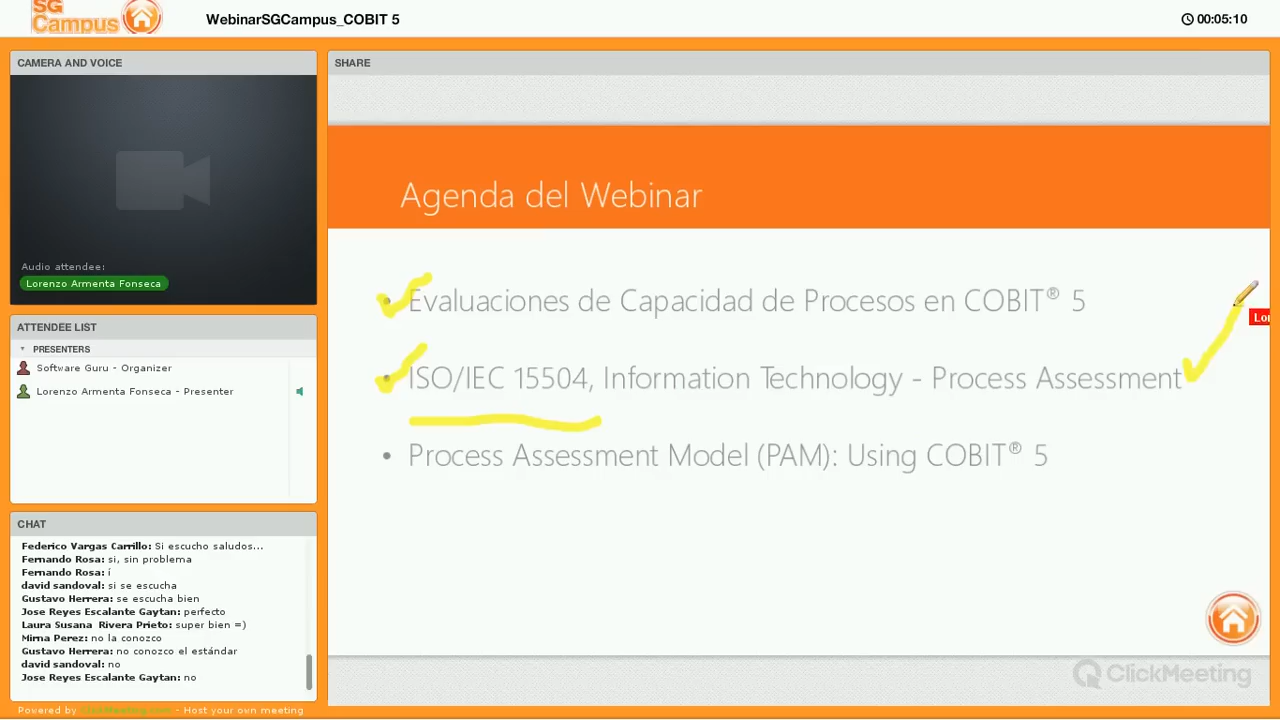 SG
Campus
WebinarSGCampus_COBIT 5
00:05:10
CAMERA AND VOICE
Audio attendee:
Lorenzo Armenta Fonseca
ATTENDEE LIST
PRESENTERS
Software Guru - Organizer
Lorenzo Armenta Fonseca - Presenter
CHAT
Federico Vargas Carrillo: Si escucho saludos...
Fernando Rosa: si, sin problema
Fernando Rosa: í
david sandoval: si se escucha
Gustavo Herrera: se escucha bien
Jose Reyes Escalante Gaytan: perfecto
Laura Susana Rivera Prieto: super bien =)
Mirna Perez: no la conozco
Gustavo Herrera: no conozco el estándar
david sandoval: no
Jose Reyes Escalante Gaytan: no
Powered by ClickMeeting.com - Host your own meeting
SHARE
Agenda del Webinar
• Evaluaciones de Capacidad de Procesos en COBIT® 5
• ISO/IEC 15504, Information Technology - Process Assessment
• Process Assessment Model (PAM): Using COBIT® 5
Lor
ClickMeeting